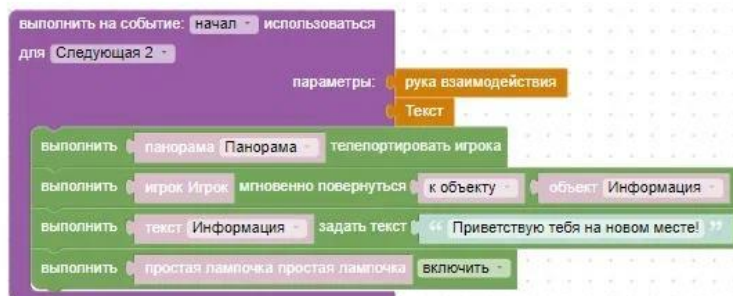 выполнить на событие: начал использоваться
для Следующая 2
параметры: рука взаимодействия
Текст
выполнить панорама Панорама телепортировать игрока
выполнить игрок Игрок мгновенно повернуться к объекту объект Информация
выполнить текст Информация задать текст “ Приветствую тебя на новом месте! ”
выполнить простая лампочка простая лампочка включить